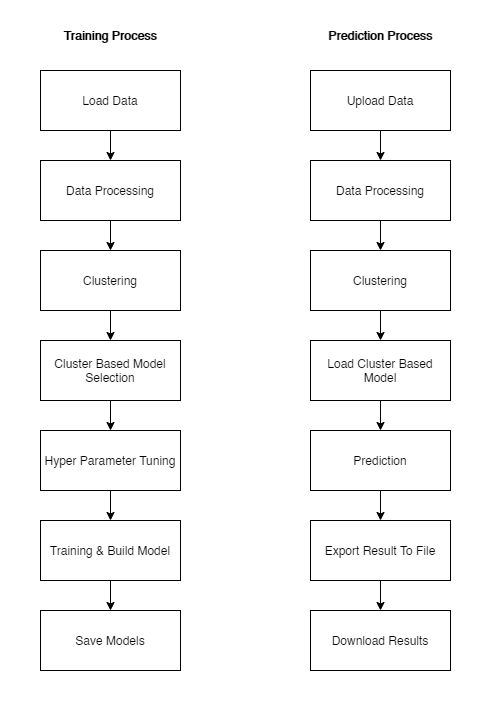 Training Process
Load Data
Data Processing
Clustering
Cluster Based Model
Selection
Hyper Parameter Tuning
Training & Build Model
Save Models
Prediction Process
Upload Data
Data Processing
Clustering
Load Cluster Based
Model
Prediction
Export Result To File
Download Results